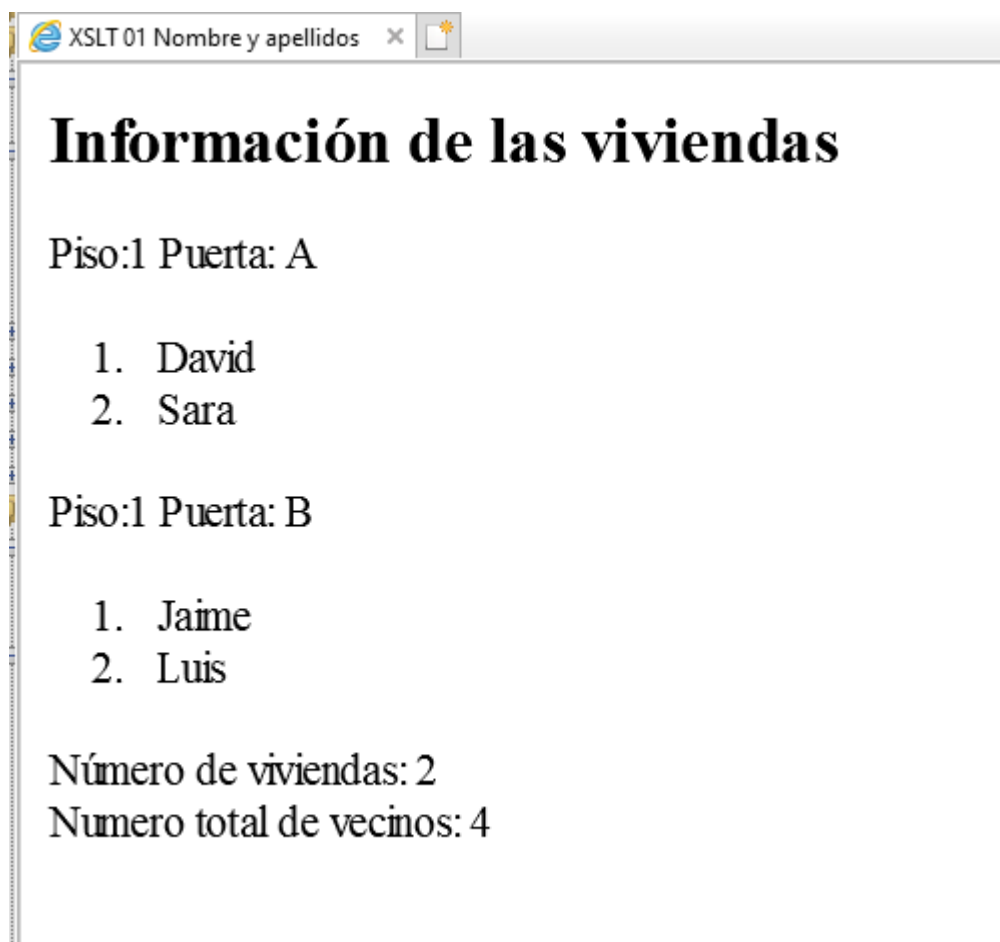 XSLT 01 Nombre y apellidos
Información de las viviendas
Piso:1 Puerta: A
1. David
2. Sara
Piso:1 Puerta: B
1. Jaime
2. Luis
Número de viviendas: 2
Numero total de vecinos: 4